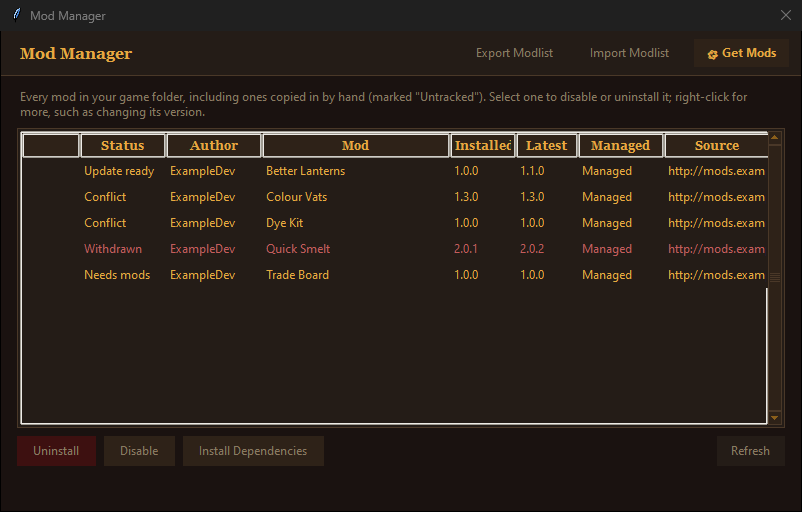 Mod Manager
Mod Manager Export Modlist Import Modlist Get Mods
Every mod in your game folder, including ones copied in by hand (marked "Untracked"). Select one to disable or uninstall it; right-click for
more, such as changing its version.
Status Author Mod Installed Latest Managed Source
Update ready ExampleDev Better Lanterns 1.0.0 1.1.0 Managed http://mods.exam
Conflict ExampleDev Colour Vats 1.3.0 1.3.0 Managed http://mods.exam
Conflict ExampleDev Dye Kit 1.0.0 1.0.0 Managed http://mods.exam
Withdrawn ExampleDev Quick Smelt 2.0.1 2.0.2 Managed http://mods.exam
Needs mods ExampleDev Trade Board 1.0.0 1.0.0 Managed http://mods.exam
Uninstall Disable Install Dependencies Refresh